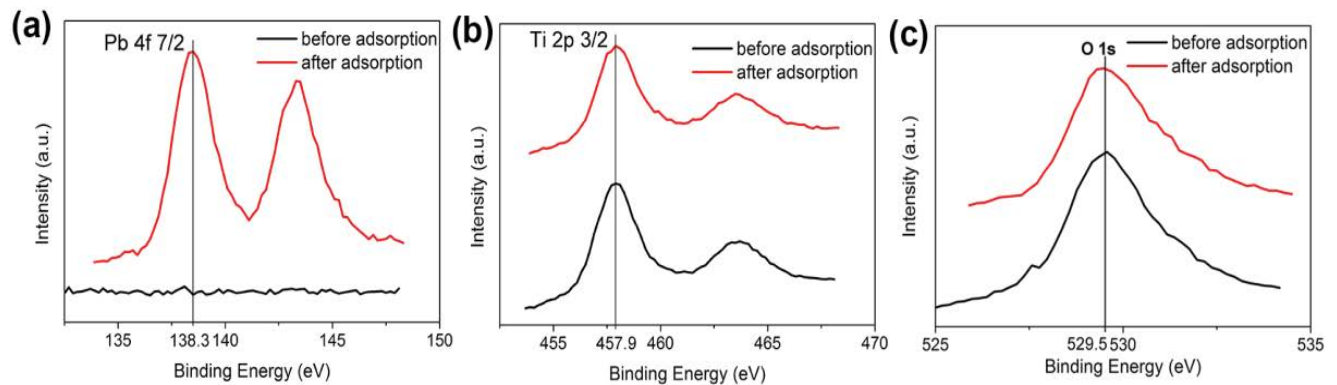 (a)
Pb 4f 7/2
before adsorption
after adsorption
Intensity (a.u.)
135
138.3
140
145
150
Binding Energy (eV)
(b)
Ti 2p 3/2
before adsorption
after adsorption
Intensity (a.u.)
455
457.9
460
465
470
Binding Energy (eV)
(c)
O 1s
before adsorption
after adsorption
Intensity (a.u.)
525
529.5
530
535
Binding Energy (eV)